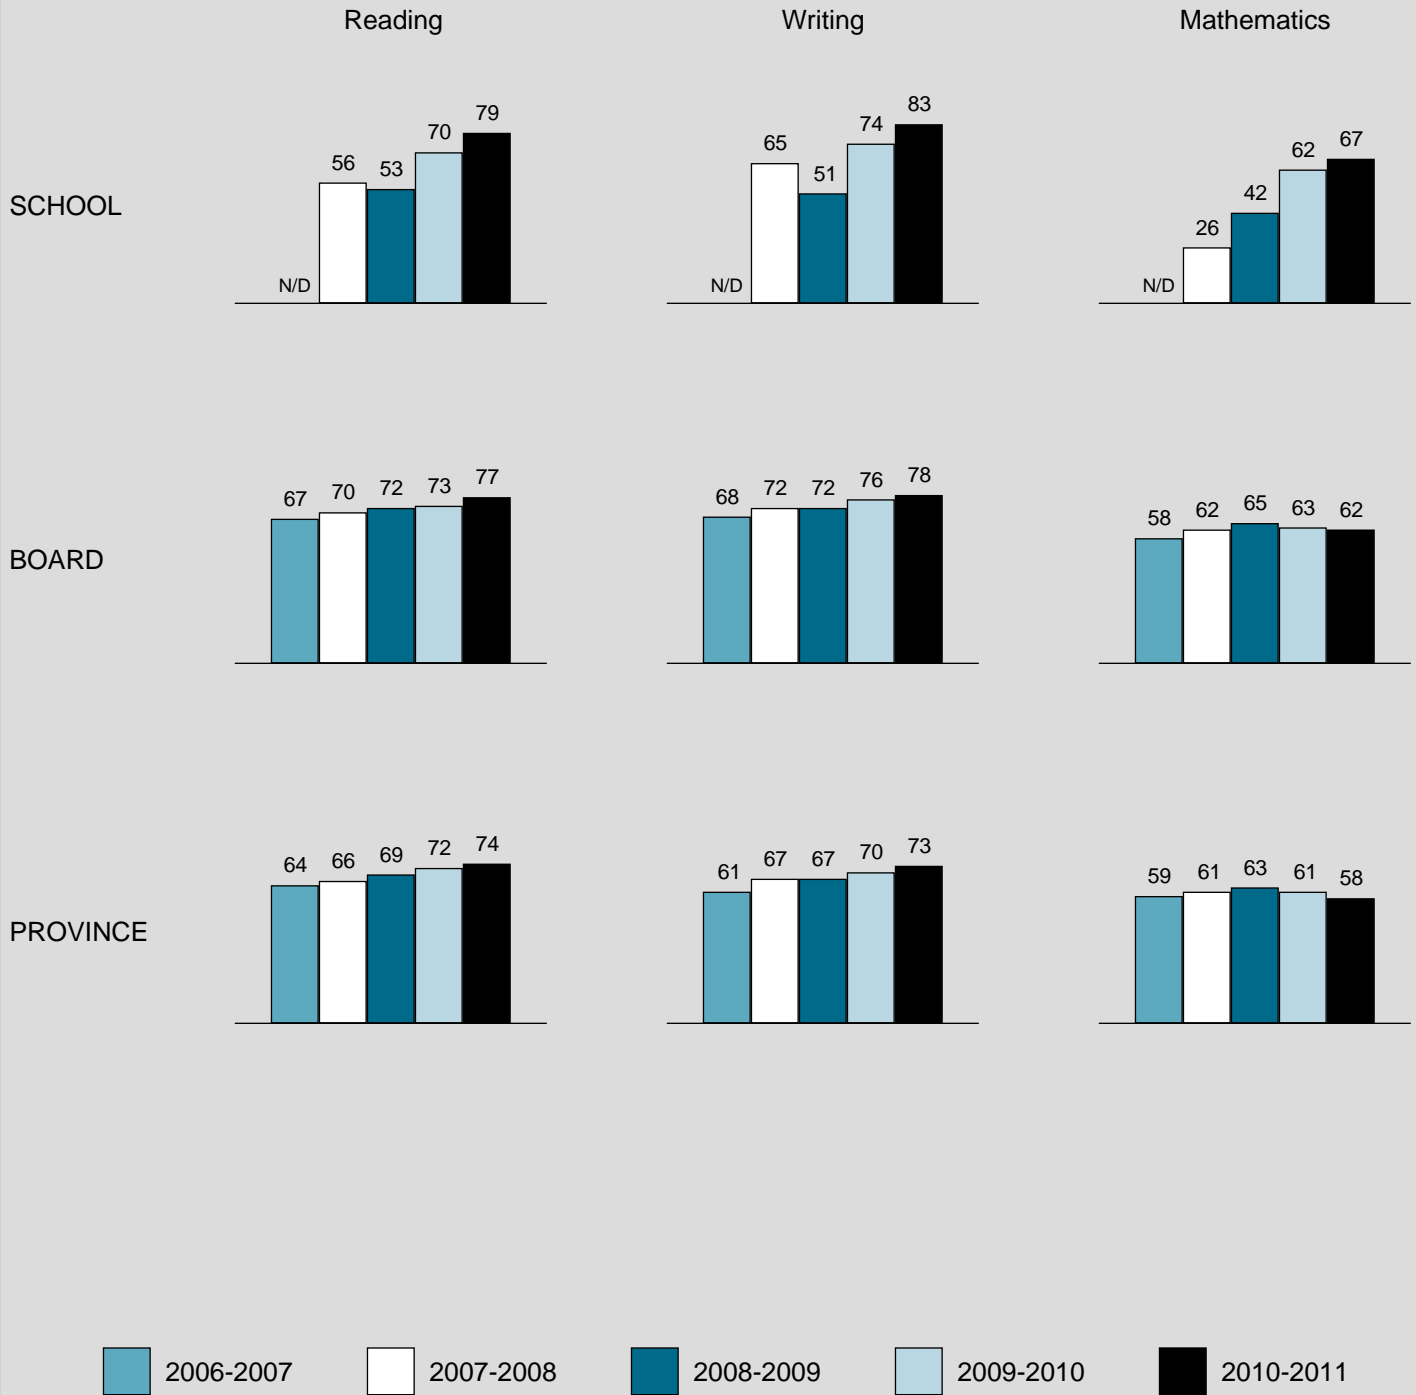 Reading Writing Mathematics
SCHOOL
N/D 56 53 70 79
N/D 65 51 74 83
N/D 26 42 62 67
BOARD
67 70 72 73 77
68 72 72 76 78
58 62 65 63 62
PROVINCE
64 66 69 72 74
61 67 67 70 73
59 61 63 61 58
2006-2007 2007-2008 2008-2009 2009-2010 2010-2011